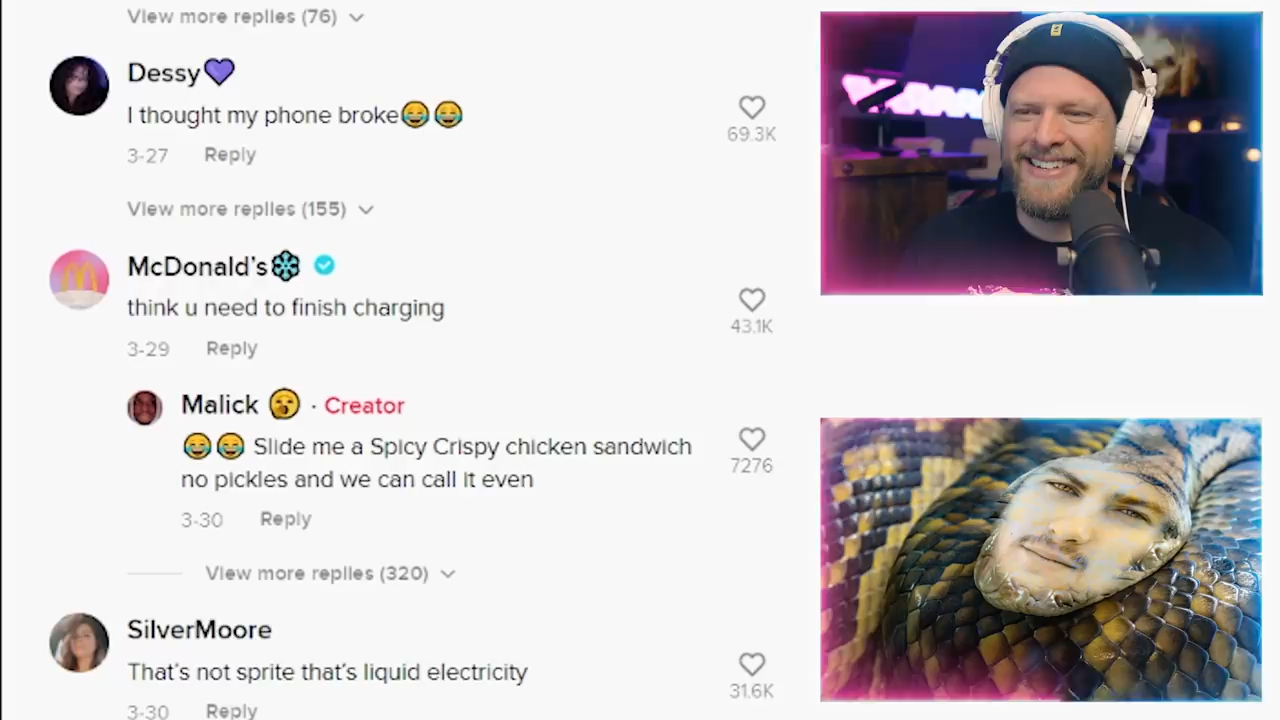 View more replies (76)
Dessy💜
I thought my phone broke😂😂
69.3K
3-27 Reply
View more replies (155)
McDonald's
think u need to finish charging
43.1K
3-29 Reply
Malick 🥱 · Creator
😂😂 Slide me a Spicy Crispy chicken sandwich
no pickles and we can call it even
7276
3-30 Reply
View more replies (320)
SilverMoore
That's not sprite that's liquid electricity
31.6K
3-30 Reply